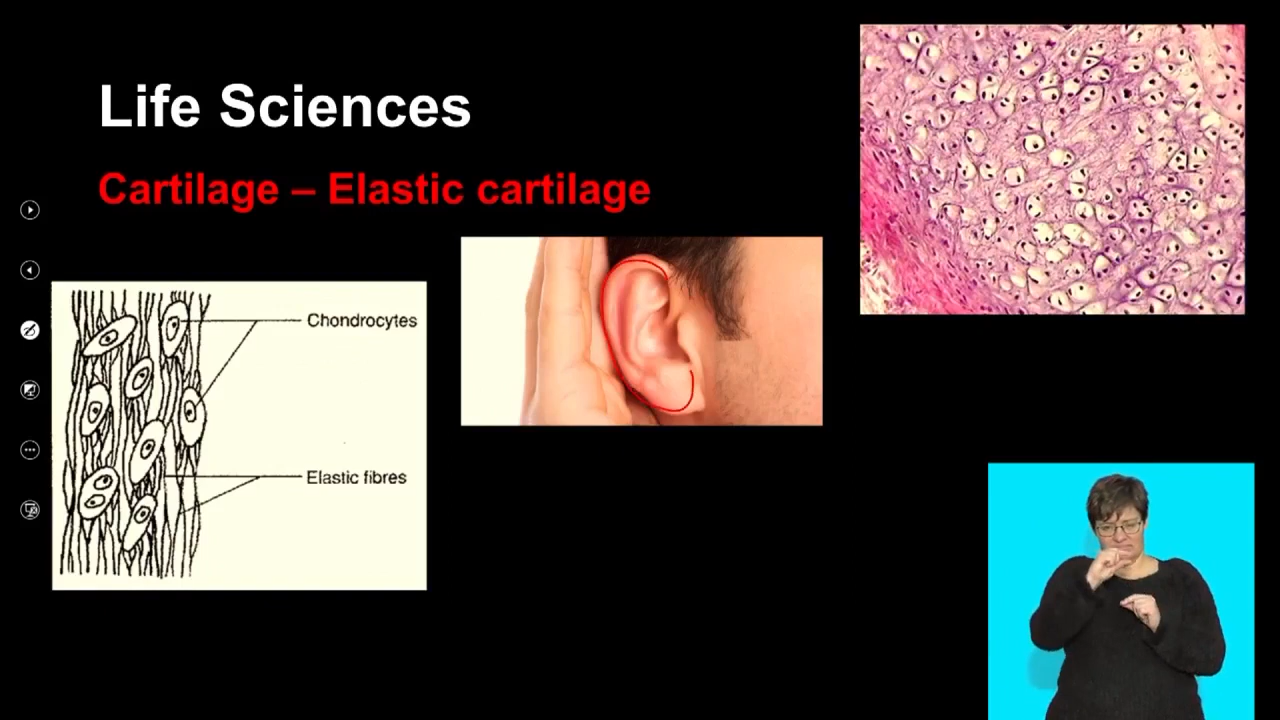 Life Sciences
Cartilage – Elastic cartilage
Chondrocytes
Elastic fibres